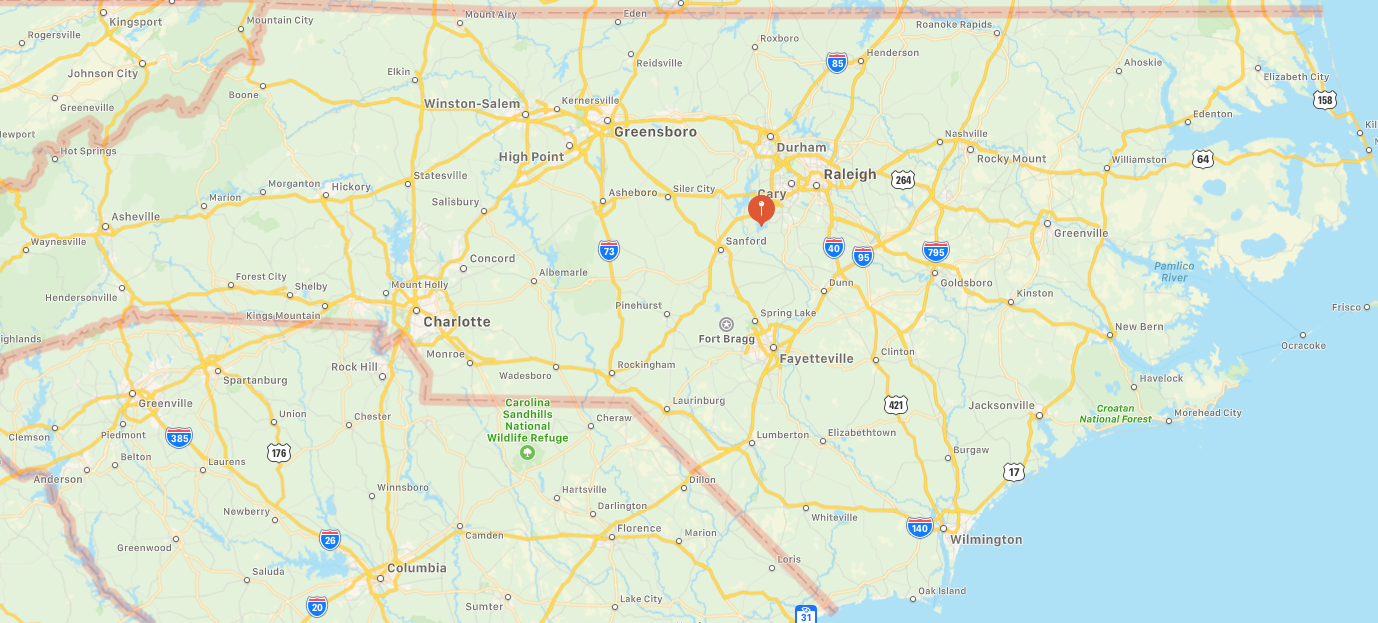 Kingsport
Mountain City
Mount Airy
Eden
Roanoke Rapids
Rogersville
Roxboro
Henderson
85
Johnson City
Elkin
Reidsville
Ahoskie
Elizabeth City
Greeneville
Boone
Winston-Salem
Kernersville
158
Newport
Greensboro
Edenton
Hot Springs
High Point
Durham
Nashville
Rocky Mount
Williamston
64
Morganton
Hickory
Statesville
Asheboro
Siler City
Cary
Raleigh
264
Marion
Salisbury
Asheville
Waynesville
Sanford
73
40
95
795
Greenville
Concord
Albemarle
Pamlico
River
Forest City
Shelby
Mount Holly
Dunn
Goldsboro
Kinston
Hendersonville
Pinehurst
Spring Lake
Frisco
Kings Mountain
Charlotte
Fort Bragg
New Bern
Ocracoke
Highlands
Monroe
Fayetteville
Clinton
Rock Hill
Wadesboro
Rockingham
Spartanburg
Havelock
Greenville
Carolina
Sandhills
National
Wildlife Refuge
Laurinburg
421
Jacksonville
Croatan
National Forest
Morehead City
Union
Chester
Cheraw
Clemson
Piedmont
385
Lumberton
Elizabethtown
176
Belton
Laurens
Burgaw
17
Anderson
Winnsboro
Hartsville
Dillon
Newberry
Darlington
Whiteville
140
26
Camden
Florence
Marion
Wilmington
Greenwood
Saluda
Columbia
Loris
Oak Island
20
Sumter
Lake City
31